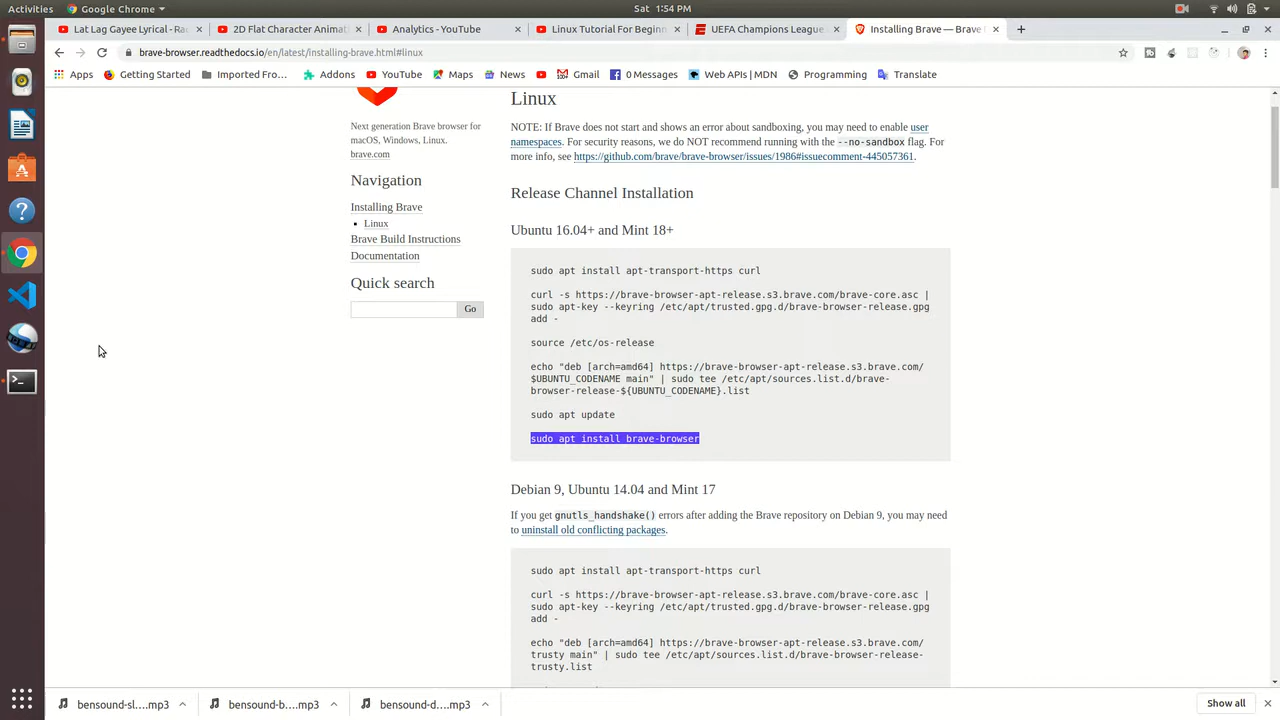 Activities
Google Chrome
Sat 1:54 PM
Lat Lag Gayee Lyrical - Ra
2D Flat Character Animat
Analytics - YouTube
Linux Tutorial For Beginn
UEFA Champions League
Installing Brave — Brave
brave-browser.readthedocs.io/en/latest/installing-brave.html#linux
Apps
Getting Started
Imported Fro...
Addons
YouTube
Maps
News
Gmail
0 Messages
Web APIs | MDN
Programming
Translate
Next generation Brave browser for
macOS, Windows, Linux.
brave.com
Navigation
Installing Brave
Linux
Brave Build Instructions
Documentation
Quick search
Go
Linux
NOTE: If Brave does not start and shows an error about sandboxing, you may need to enable user
namespaces. For security reasons, we do NOT recommend running with the --no-sandbox flag. For
more info, see https://github.com/brave/brave-browser/issues/1986#issuecomment-445057361.
Release Channel Installation
Ubuntu 16.04+ and Mint 18+
sudo apt install apt-transport-https curl
curl -s https://brave-browser-apt-release.s3.brave.com/brave-core.asc |
sudo apt-key --keyring /etc/apt/trusted.gpg.d/brave-browser-release.gpg
add -
source /etc/os-release
echo "deb [arch=amd64] https://brave-browser-apt-release.s3.brave.com/
$UBUNTU_CODENAME main" | sudo tee /etc/apt/sources.list.d/brave-
browser-release-${UBUNTU_CODENAME}.list
sudo apt update
sudo apt install brave-browser
Debian 9, Ubuntu 14.04 and Mint 17
If you get gnutls_handshake() errors after adding the Brave repository on Debian 9, you may need
to uninstall old conflicting packages.
sudo apt install apt-transport-https curl
curl -s https://brave-browser-apt-release.s3.brave.com/brave-core.asc |
sudo apt-key --keyring /etc/apt/trusted.gpg.d/brave-browser-release.gpg
add -
echo "deb [arch=amd64] https://brave-browser-apt-release.s3.brave.com/
trusty main" | sudo tee /etc/apt/sources.list.d/brave-browser-release-
trusty.list
bensound-sl....mp3
bensound-b....mp3
bensound-d....mp3
Show all